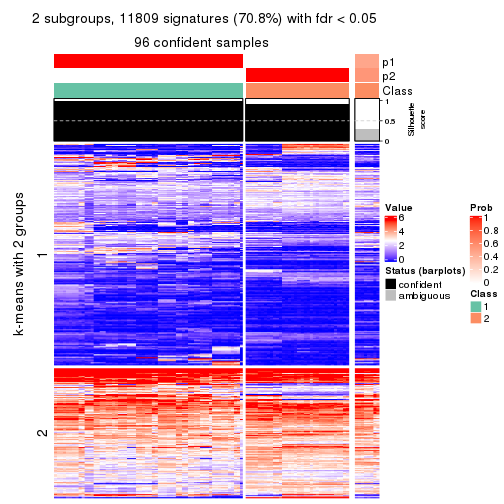 2 subgroups, 11809 signatures (70.8%) with fdr < 0.05
96 confident samples
p1
p2
Class
1
0.5
0
Silhouette
score
k-means with 2 groups
1
2
Value
6
4
2
0
Status (barplots)
confident
ambiguous
Prob
1
0.8
0.6
0.4
0.2
0
Class
1
2